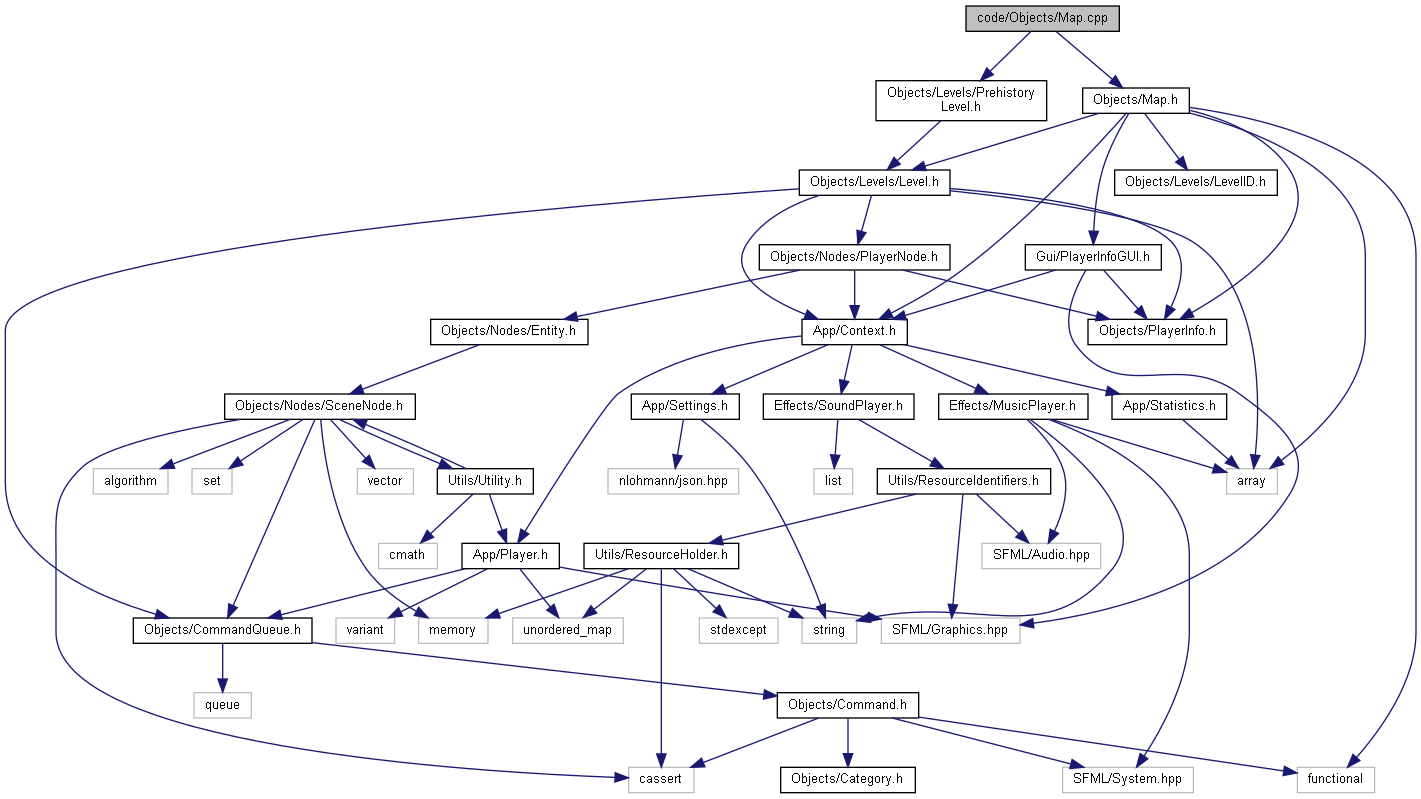 code/Objects/Map.cpp
Objects/Levels/Prehistory
Level.h
Objects/Map.h
Objects/Levels/Level.h
Objects/Levels/LevelID.h
Objects/Nodes/PlayerNode.h
Gui/PlayerInfoGUI.h
Objects/Nodes/Entity.h
App/Context.h
Objects/PlayerInfo.h
Objects/Nodes/SceneNode.h
App/Settings.h
Effects/SoundPlayer.h
Effects/MusicPlayer.h
App/Statistics.h
algorithm
set
vector
Utils/Utility.h
nlohmann/json.hpp
list
Utils/ResourceIdentifiers.h
array
cmath
App/Player.h
Utils/ResourceHolder.h
SFML/Audio.hpp
Objects/CommandQueue.h
variant
memory
unordered_map
stdexcept
string
SFML/Graphics.hpp
queue
Objects/Command.h
cassert
Objects/Category.h
SFML/System.hpp
functional